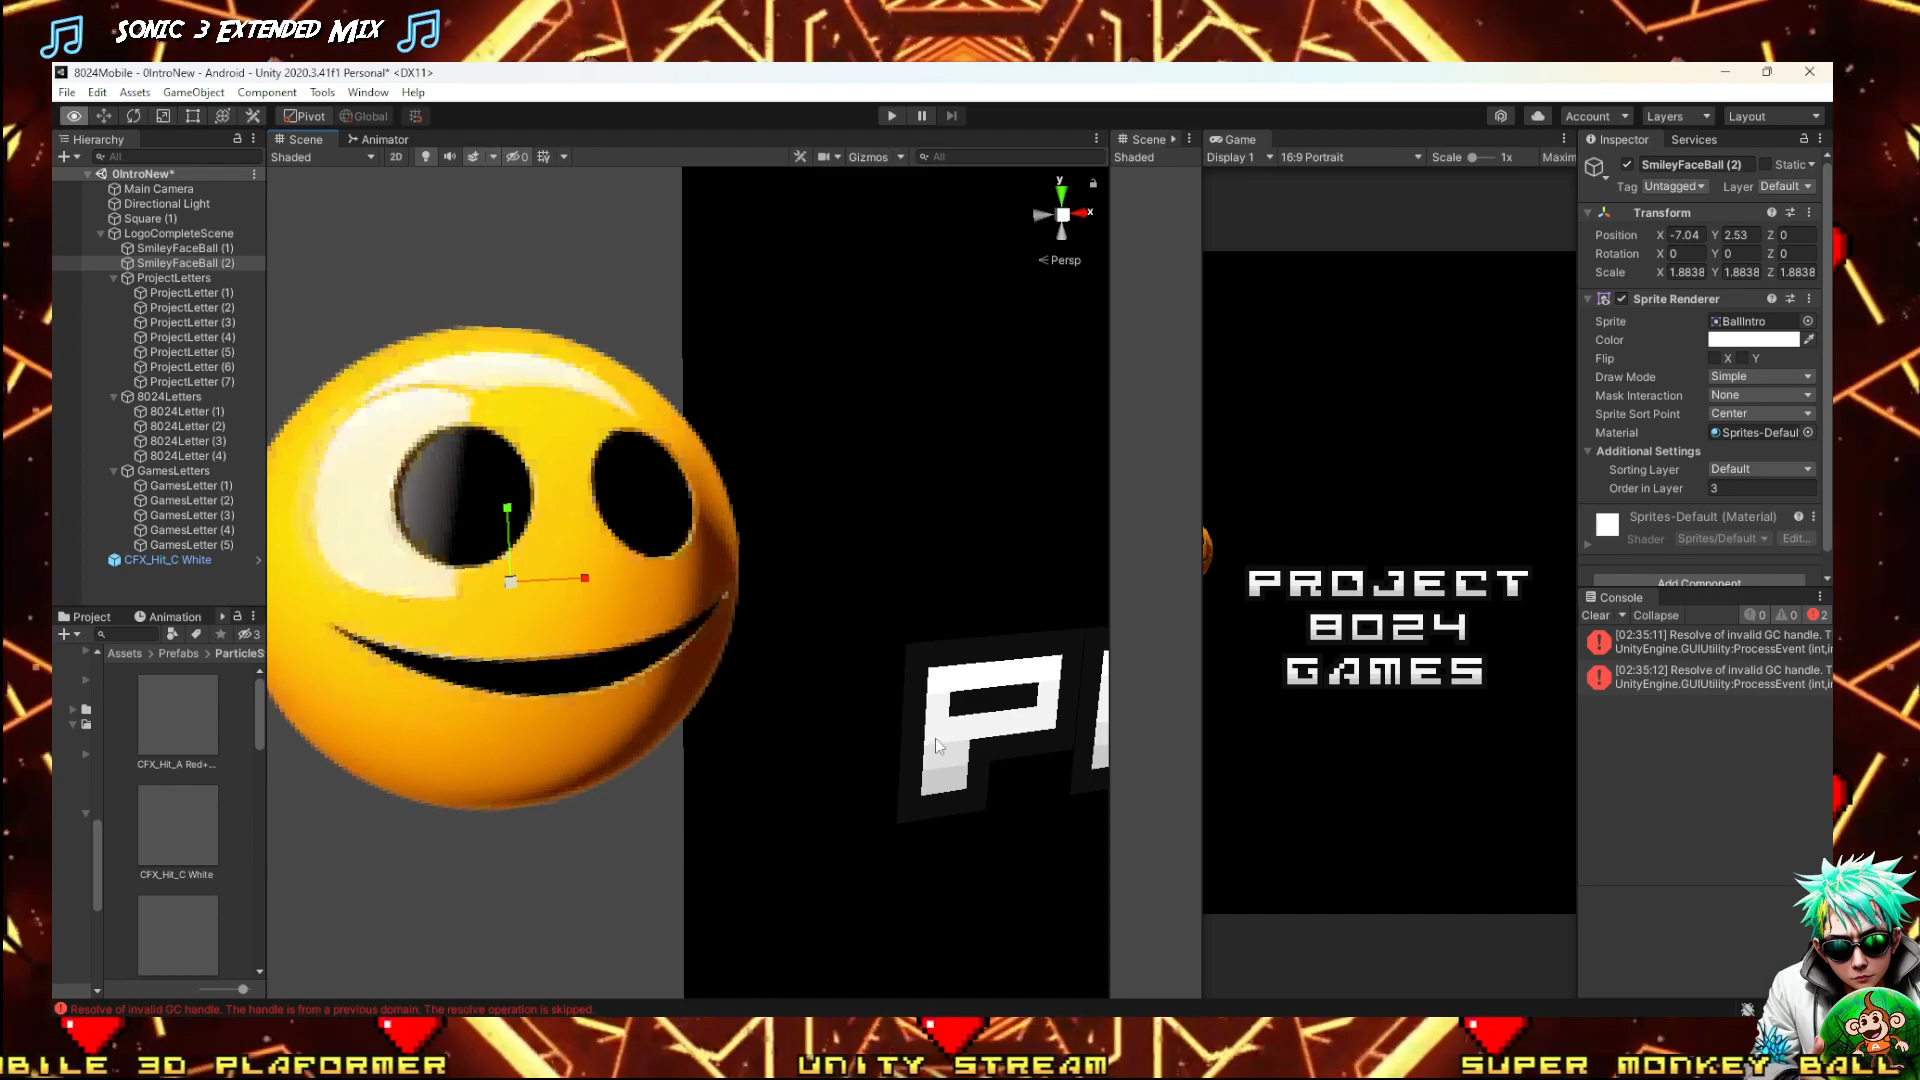 Sonic 3 Extended Mix
8024Mobile - 0IntroNew - Android - Unity 2020.3.41f1 Personal* <DX11>
File Edit Assets GameObject Component Tools Window Help
Pivot Global
Account Layers Layout
Hierarchy
All
0IntroNew*
Main Camera
Directional Light
Square (1)
LogoCompleteScene
SmileyFaceBall (1)
SmileyFaceBall (2)
ProjectLetters
ProjectLetter (1)
ProjectLetter (2)
ProjectLetter (3)
ProjectLetter (4)
ProjectLetter (5)
ProjectLetter (6)
ProjectLetter (7)
8024Letters
8024Letter (1)
8024Letter (2)
8024Letter (3)
8024Letter (4)
GamesLetters
GamesLetter (1)
GamesLetter (2)
GamesLetter (3)
GamesLetter (4)
GamesLetter (5)
CFX_Hit_C White
Project Animation
3
Assets > Prefabs > ParticleS
CFX_Hit_A Red+...
CFX_Hit_C White
Scene Animator
Shaded 2D 0 Gizmos All
y
x
Persp
P
Scene
Shaded
Game
Display 1 16:9 Portrait Scale 1x Maxim
PROJECT
8024
GAMES
Inspector Services
SmileyFaceBall (2) Static
Tag Untagged Layer Default
Transform
Position X -7.04 Y 2.53 Z 0
Rotation X 0 Y 0 Z 0
Scale X 1.8838 Y 1.8838 Z 1.8838
Sprite Renderer
Sprite BallIntro
Color
Flip X Y
Draw Mode Simple
Mask Interaction None
Sprite Sort Point Center
Material Sprites-Defaul
Additional Settings
Sorting Layer Default
Order in Layer 3
Sprites-Default (Material)
Shader Sprites/Default Edit...
Add Component
Console
Clear Collapse 0 0 2
[02:35:11] Resolve of invalid GC handle. T
UnityEngine.GUIUtility:ProcessEvent (int,i
[02:35:12] Resolve of invalid GC handle. T
UnityEngine.GUIUtility:ProcessEvent (int,i
Resolve of invalid GC handle. The handle is from a previous domain. The resolve operation is skipped.
BILE 3D PLAFORMER UNITY STREAM SUPER MONKEY BALL